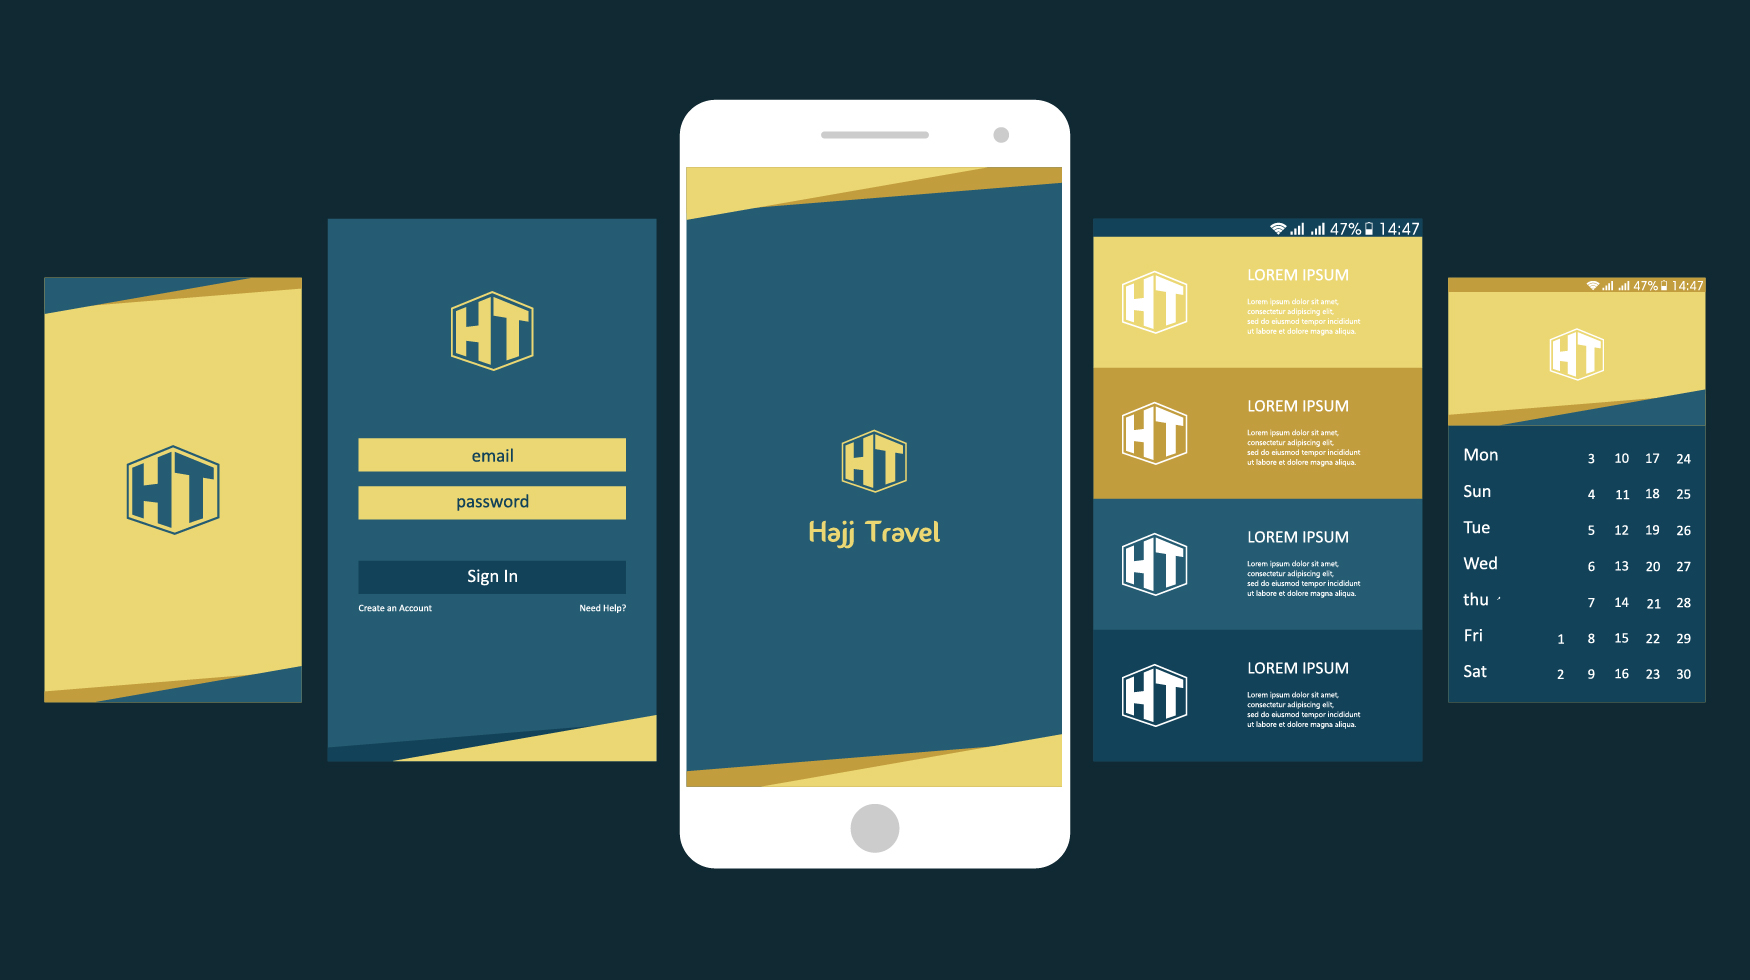 HT
HT
email
password
Sign In
Create an Account
Need Help?
HT
Hajj Travel
47% 14:47
HT
LOREM IPSUM
Lorem ipsum dolor sit amet,
consectetur adipiscing elit,
sed do eiusmod tempor incididunt
ut labore et dolore magna aliqua.
HT
LOREM IPSUM
Lorem ipsum dolor sit amet,
consectetur adipiscing elit,
sed do eiusmod tempor incididunt
ut labore et dolore magna aliqua.
HT
LOREM IPSUM
Lorem ipsum dolor sit amet,
consectetur adipiscing elit,
sed do eiusmod tempor incididunt
ut labore et dolore magna aliqua.
HT
LOREM IPSUM
Lorem ipsum dolor sit amet,
consectetur adipiscing elit,
sed do eiusmod tempor incididunt
ut labore et dolore magna aliqua.
47% 14:47
HT
Mon 3 10 17 24
Sun 4 11 18 25
Tue 5 12 19 26
Wed 6 13 20 27
thu 7 14 21 28
Fri 1 8 15 22 29
Sat 2 9 16 23 30